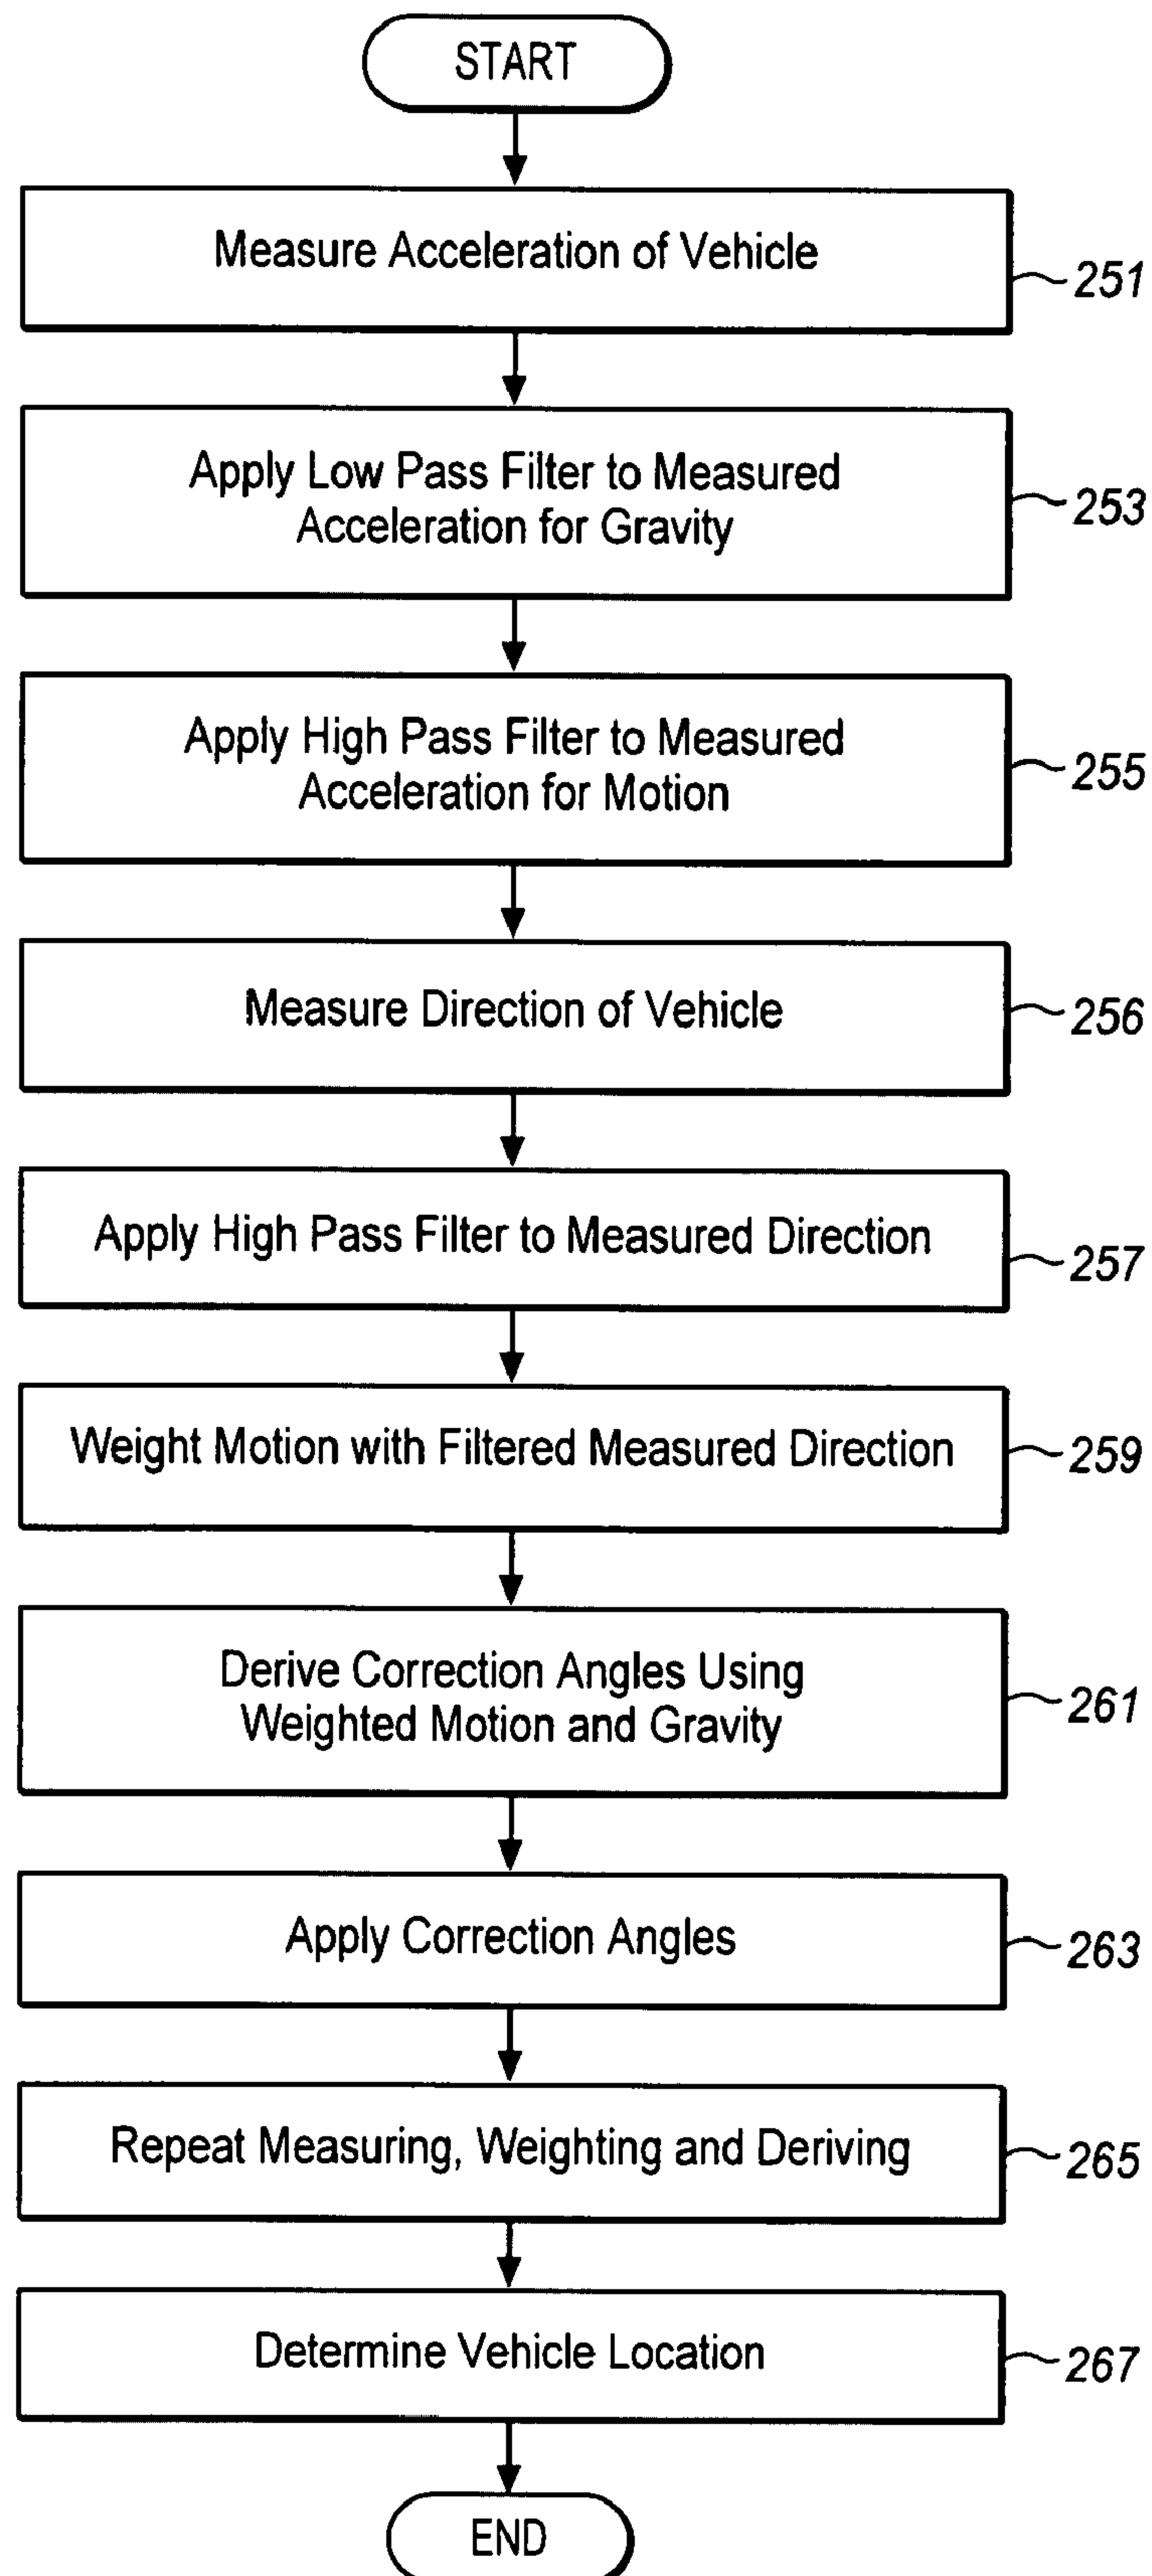 START
Measure Acceleration of Vehicle
251
Apply Low Pass Filter to Measured
Acceleration for Gravity
253
Apply High Pass Filter to Measured
Acceleration for Motion
255
Measure Direction of Vehicle
256
Apply High Pass Filter to Measured Direction
257
Weight Motion with Filtered Measured Direction
259
Derive Correction Angles Using
Weighted Motion and Gravity
261
Apply Correction Angles
263
Repeat Measuring, Weighting and Deriving
265
Determine Vehicle Location
267
END